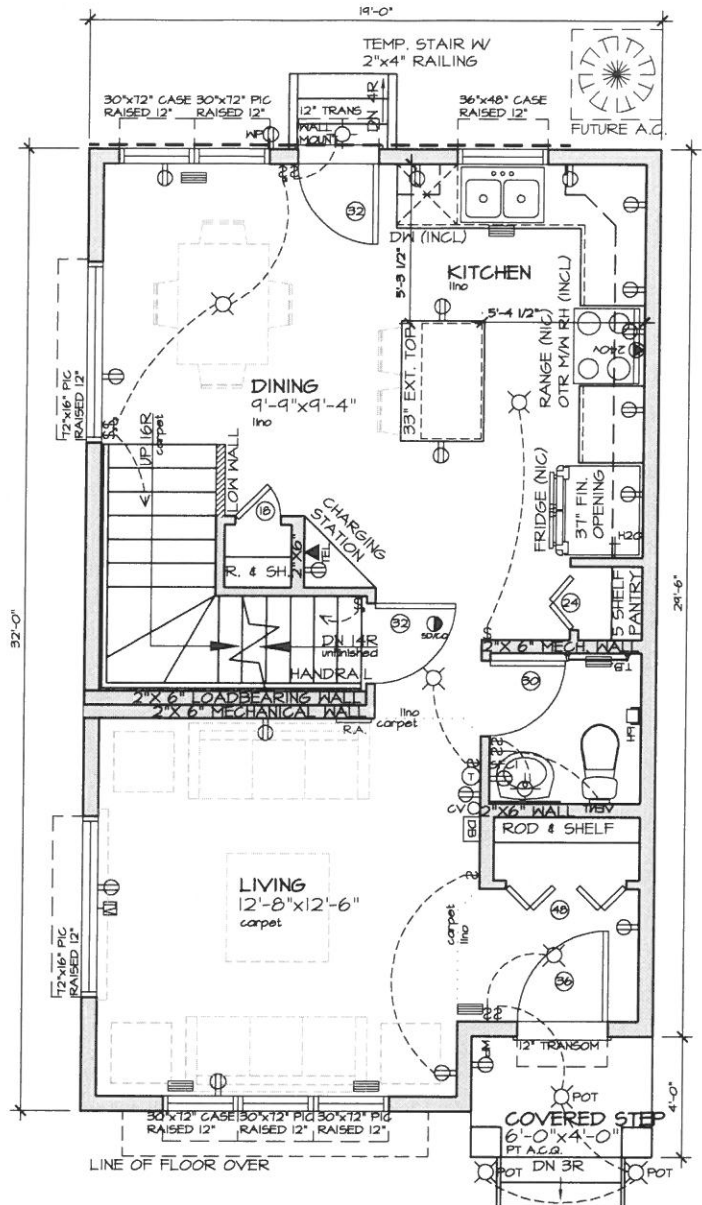 19'-0"
TEMP. STAIR W/
2"x4" RAILING
DN 4R
30"x72" CASE
RAISED 12"
30"x72" PIC
RAISED 12"
12" TRANS
WALL
MOUNT
36"x48" CASE
RAISED 12"
FUTURE A.C.
WP
$$
32
DW (INCL)
KITCHEN
lino
5'-3 1/2"
5'-4 1/2"
33" EXT. TOP
RANGE (NIC)
OTR M/W RH (INCL)
240V
DINING
9'-9"x9'-4"
lino
72"x16" PIC
RAISED 12"
$$
UP 16R
carpet
LOW WALL
18
R. & SH.
2"X6"
TEL
CHARGING
STATION
FRIDGE (NIC)
37" FIN.
OPENING
H2O
24
5 SHELF
PANTRY
$
32'-0"
29'-6"
$
32
SD/CO
DN 14R
unfinished
HANDRAIL
2"X 6" MECH. WALL
T.B.
2"X 6" LOADBEARING WALL
2"X 6" MECHANICAL WALL
R.A.
lino
carpet
30
T
CV
DB
2"X6" WALL
VENT
ROD & SHELF
LIVING
12'-8"x12'-6"
carpet
72"x16" PIC
RAISED 12"
$
carpet
lino
48
36
$$
12" TRANSOM
WP
POT
COVERED STEP
6'-0"x4'-0"
PT A.C.Q.
DN 3R
POT
POT
4'-0"
30"x72" CASE
RAISED 12"
30"x72" PIC
RAISED 12"
30"x72" PIC
RAISED 12"
LINE OF FLOOR OVER